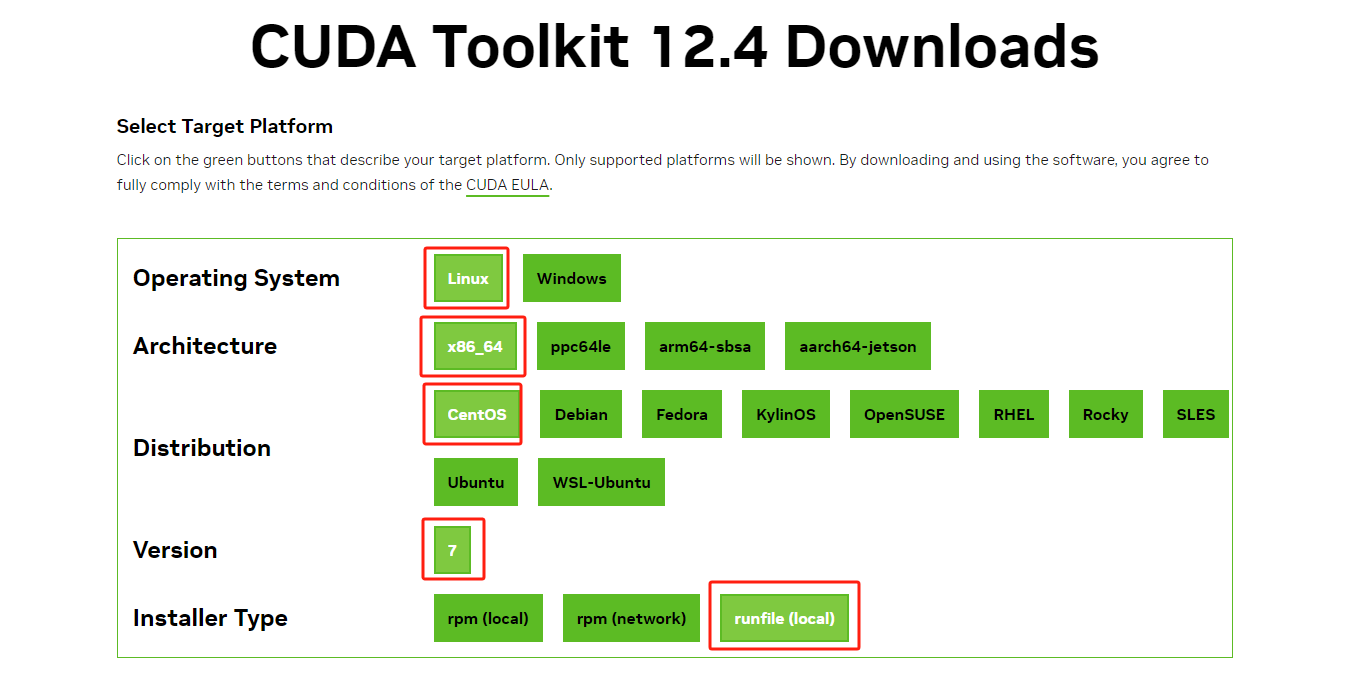 CUDA Toolkit 12.4 Downloads
Select Target Platform
Click on the green buttons that describe your target platform. Only supported platforms will be shown. By downloading and using the software, you agree to
fully comply with the terms and conditions of the CUDA EULA.
Operating System Linux Windows
Architecture x86_64 ppc64le arm64-sbsa aarch64-jetson
Distribution CentOS Debian Fedora KylinOS OpenSUSE RHEL Rocky SLES
Ubuntu WSL-Ubuntu
Version 7
Installer Type rpm (local) rpm (network) runfile (local)